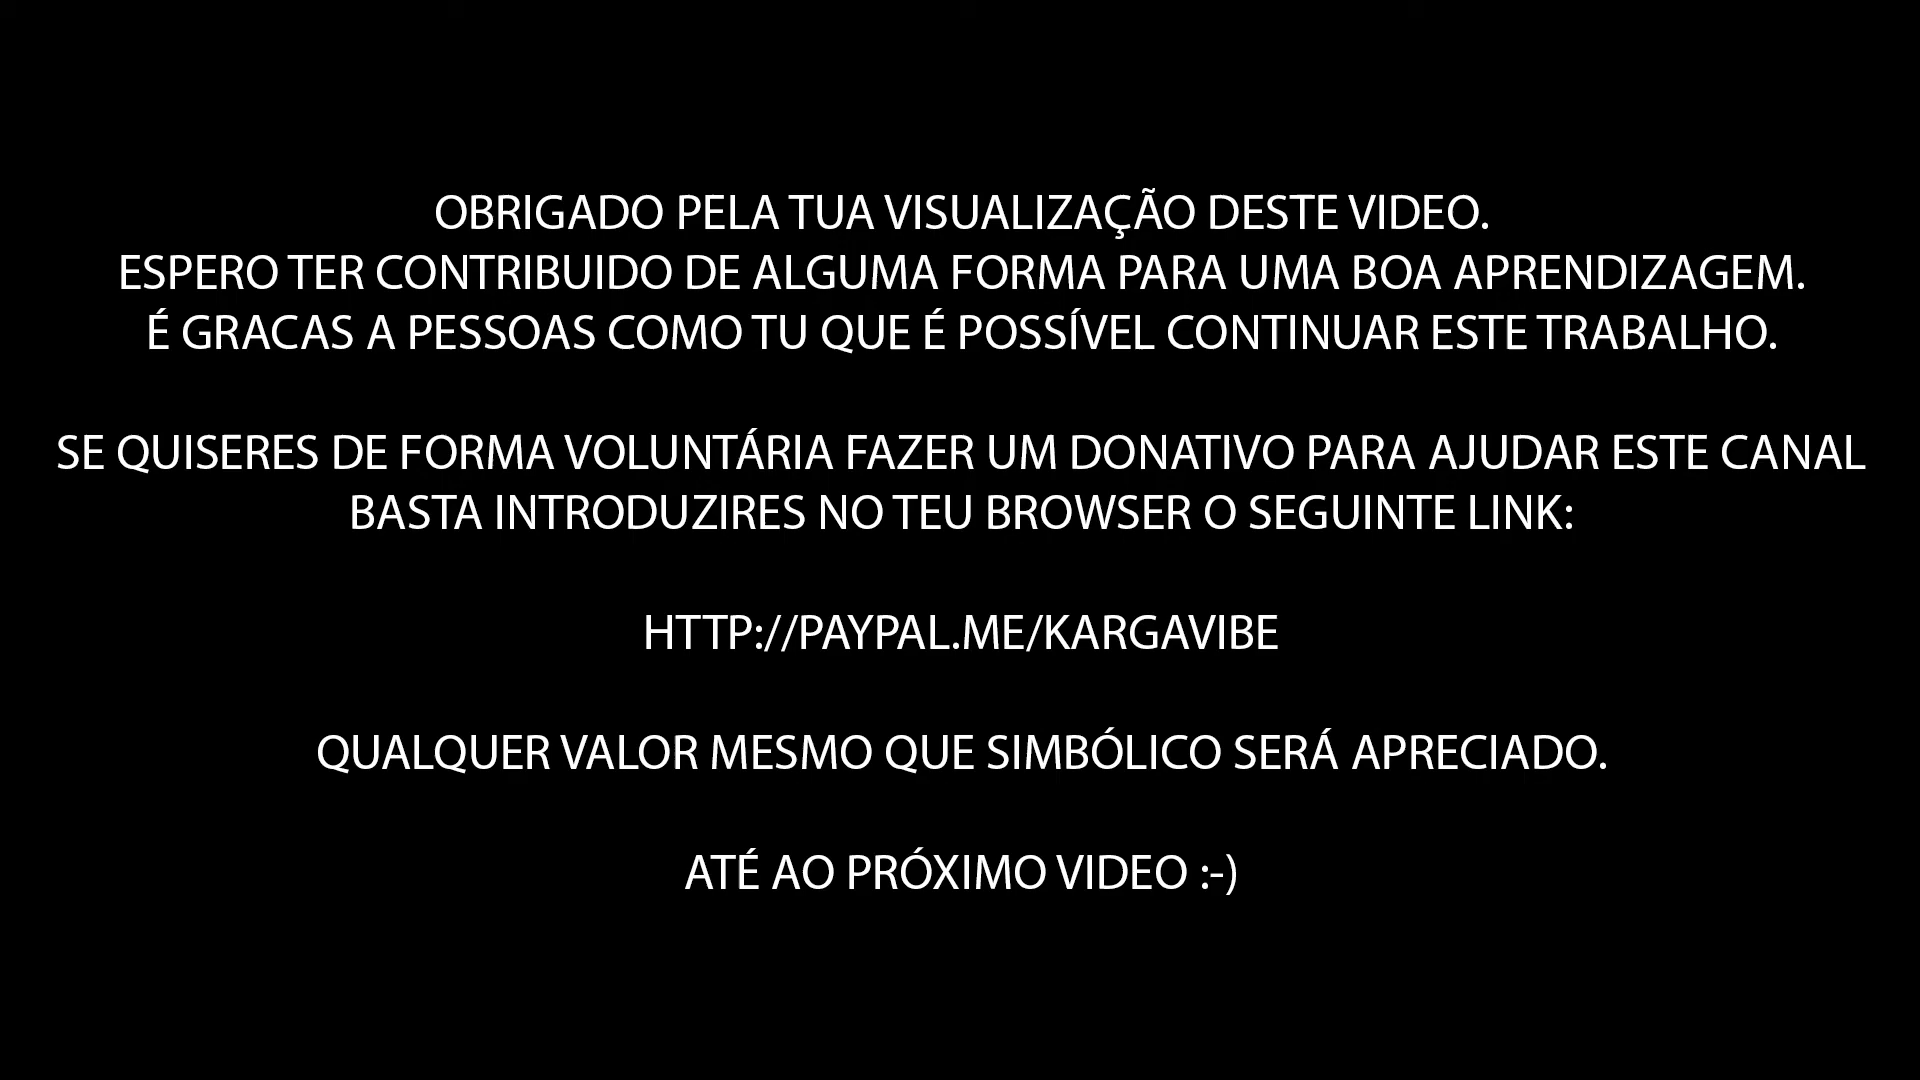 OBRIGADO PELA TUA VISUALIZAÇÃO DESTE VIDEO.
ESPERO TER CONTRIBUIDO DE ALGUMA FORMA PARA UMA BOA APRENDIZAGEM.
É GRACAS A PESSOAS COMO TU QUE É POSSÍVEL CONTINUAR ESTE TRABALHO.
SE QUISERES DE FORMA VOLUNTÁRIA FAZER UM DONATIVO PARA AJUDAR ESTE CANAL
BASTA INTRODUZIRES NO TEU BROWSER O SEGUINTE LINK:
HTTP://PAYPAL.ME/KARGAVIBE
QUALQUER VALOR MESMO QUE SIMBÓLICO SERÁ APRECIADO.
ATÉ AO PRÓXIMO VIDEO :-)